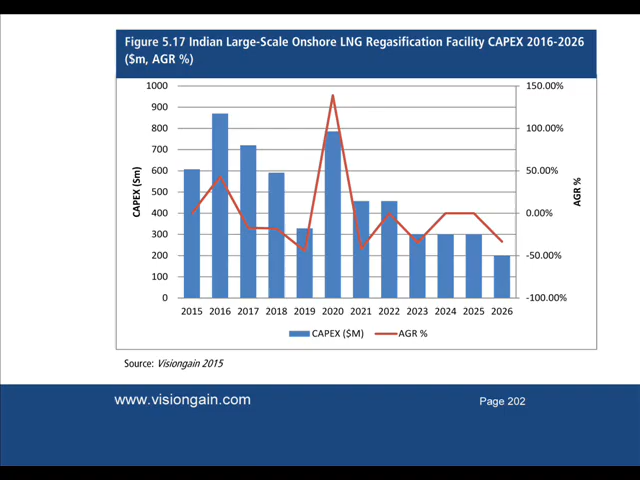 Figure 5.17 Indian Large-Scale Onshore LNG Regasification Facility CAPEX 2016-2026
($m, AGR %)
1000
900
800
700
600
500
400
300
200
100
0
CAPEX ($m)
150.00%
100.00%
50.00%
0.00%
-50.00%
-100.00%
AGR %
2015 2016 2017 2018 2019 2020 2021 2022 2023 2024 2025 2026
CAPEX ($M) AGR %
Source: Visiongain 2015
www.visiongain.com
Page 202